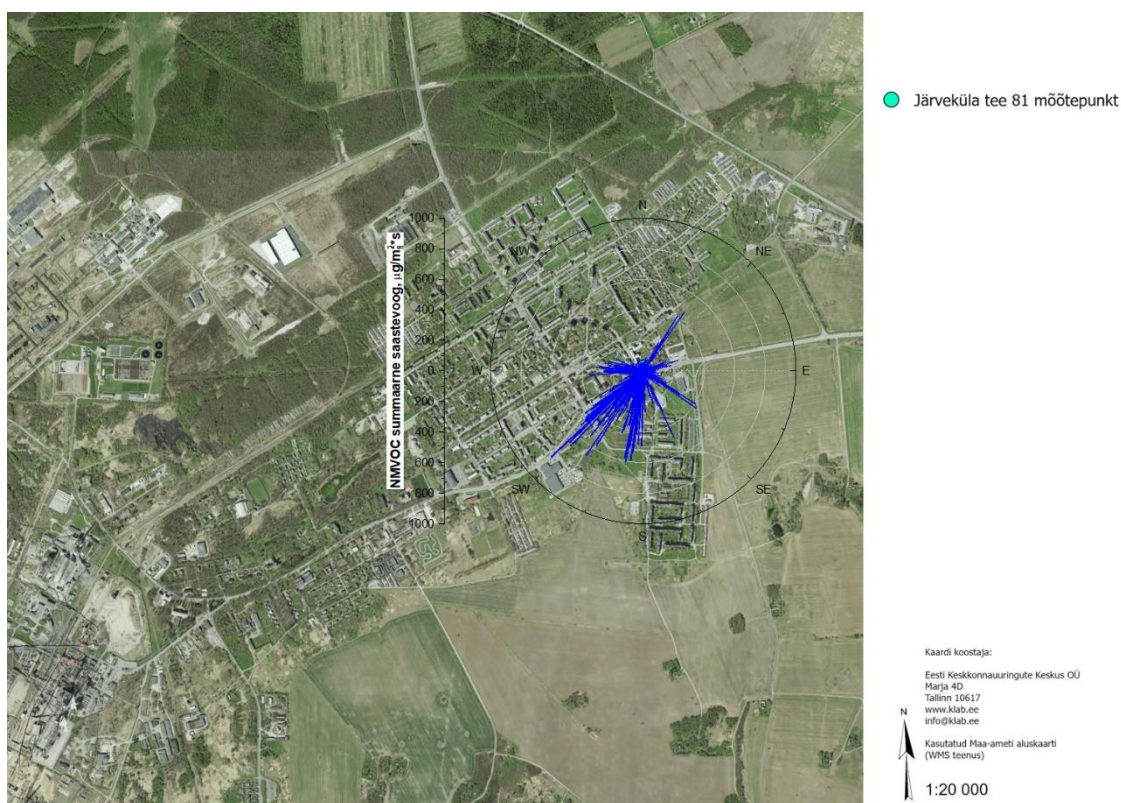 Järveküla tee 81 mõõtepunkt
N
NW
NE
1000
800
600
400
200
0
200
400
600
800
1000
NMVOC summaarne saastevoog, µg/m²*s
W
E
SW
SE
S
Kaardi koostaja:
Eesti Keskkonnauuringute Keskus OÜ
Marja 4D
Tallinn 10617
www.klab.ee
info@klab.ee
N
Kasutatud Maa-ameti aluskaarti
(WMS teenus)
1:20 000